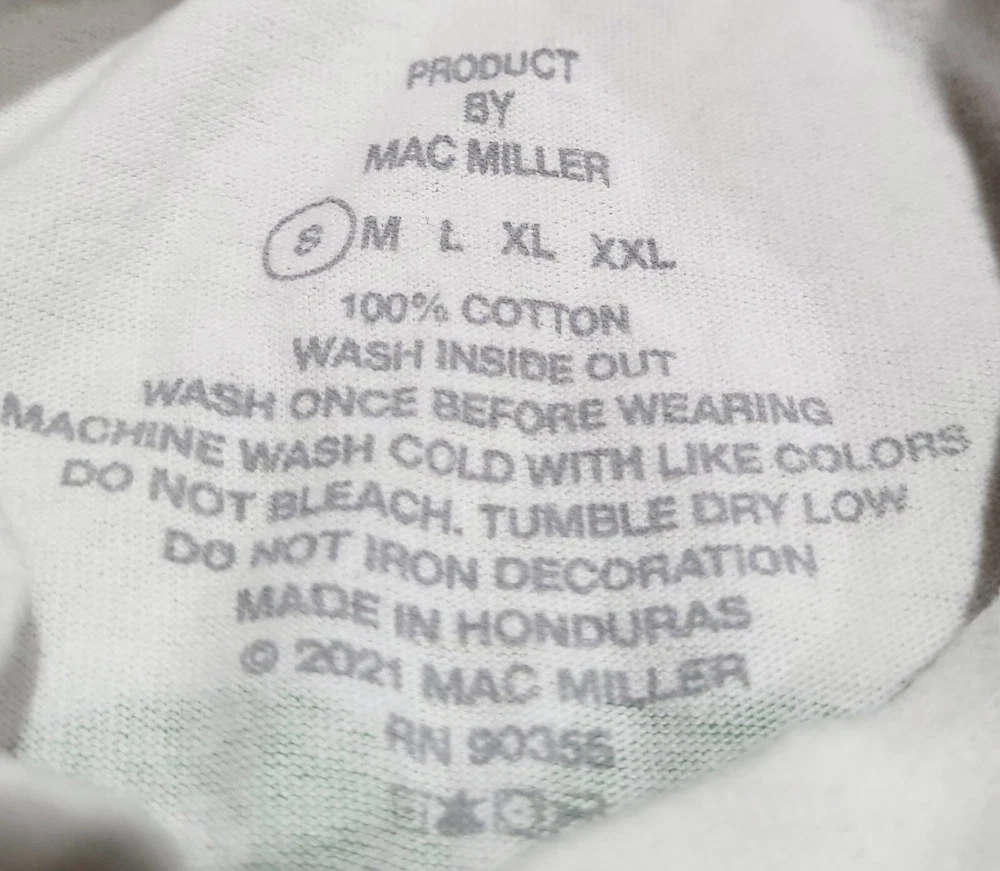 PRODUCT
BY
MAC MILLER
S M L XL XXL
100% COTTON
WASH INSIDE OUT
WASH ONCE BEFORE WEARING
MACHINE WASH COLD WITH LIKE COLORS
DO NOT BLEACH. TUMBLE DRY LOW
DO NOT IRON DECORATION
MADE IN HONDURAS
© 2021 MAC MILLER
RN